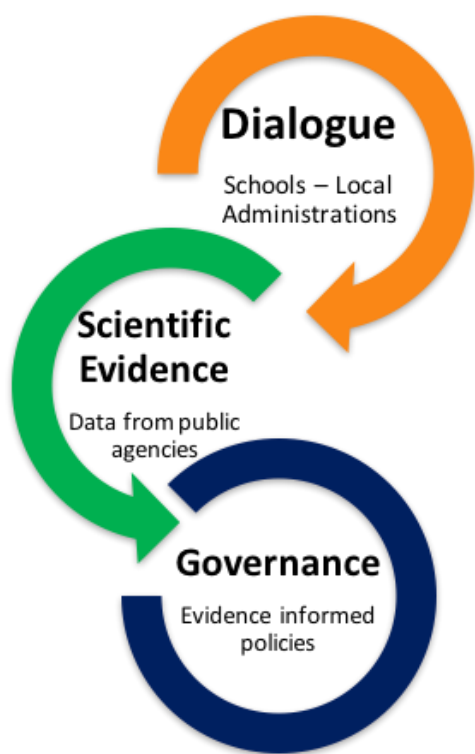 Dialogue
Schools – Local
Administrations
Scientific
Evidence
Data from public
agencies
Governance
Evidence informed
policies